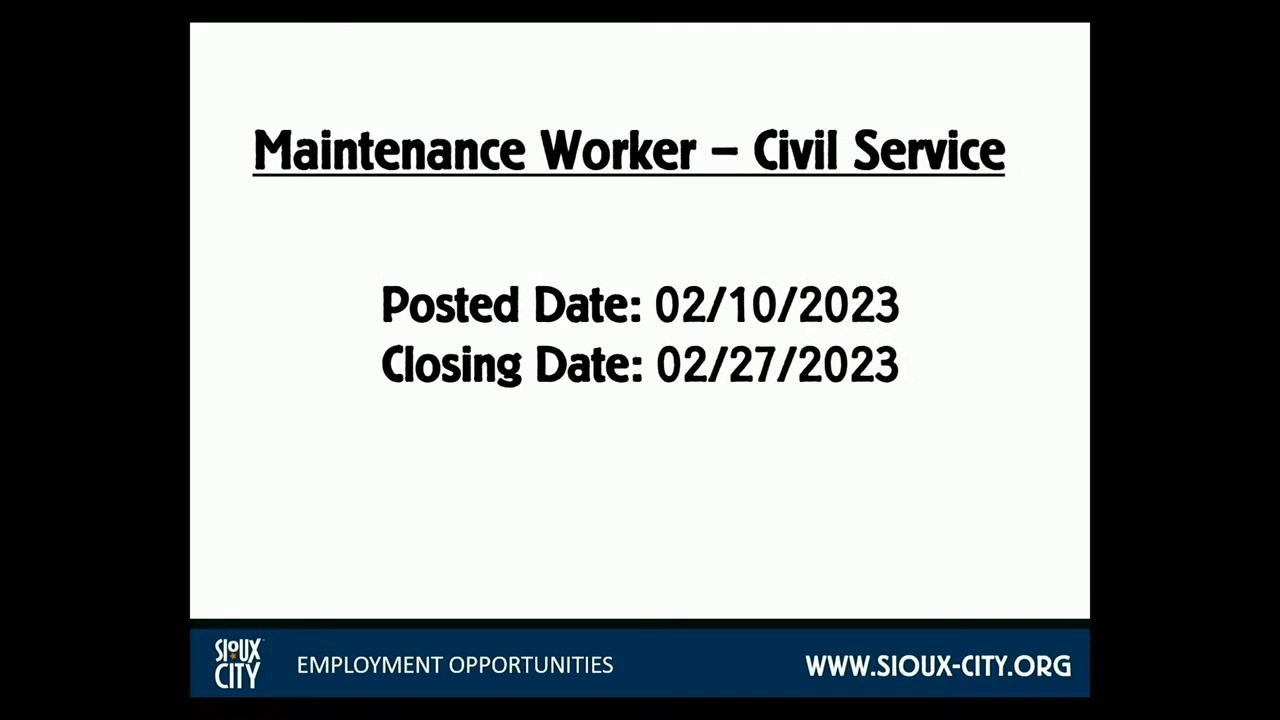 Maintenance Worker – Civil Service
Posted Date: 02/10/2023
Closing Date: 02/27/2023
SIOUX
CITY
EMPLOYMENT OPPORTUNITIES
WWW.SIOUX-CITY.ORG